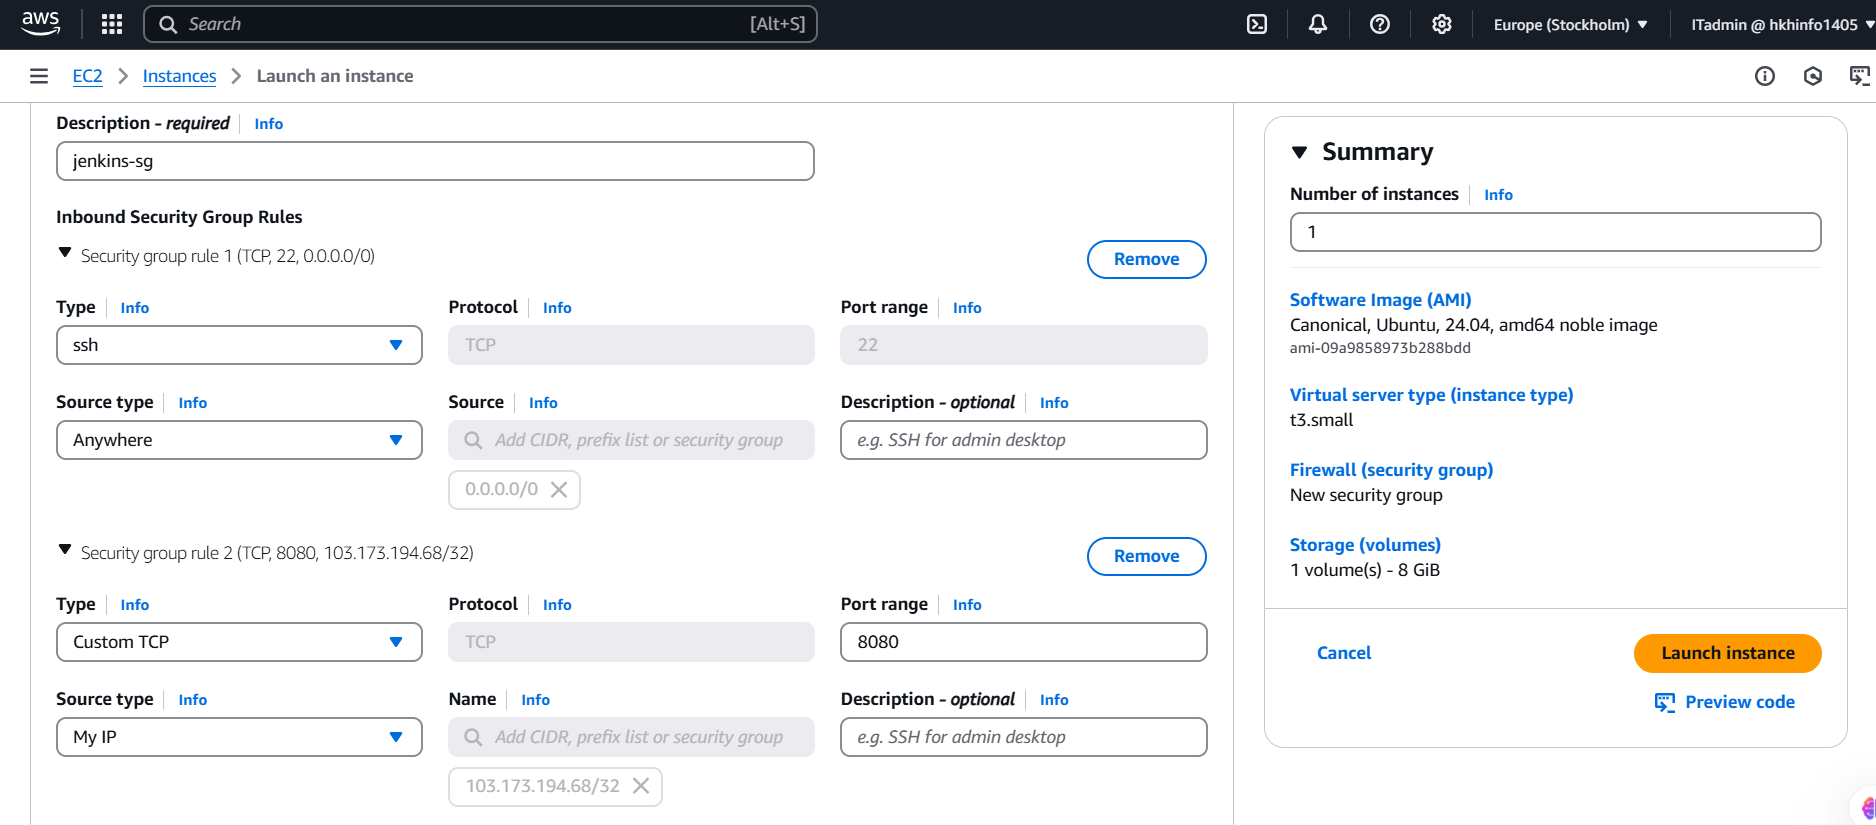 aws
Search [Alt+S]
Europe (Stockholm)
ITadmin @ hkhinfo1405
EC2 > Instances > Launch an instance
Description - required Info
jenkins-sg
Inbound Security Group Rules
Security group rule 1 (TCP, 22, 0.0.0.0/0)
Remove
Type Info Protocol Info Port range Info
ssh TCP 22
Source type Info Source Info Description - optional Info
Anywhere Add CIDR, prefix list or security group e.g. SSH for admin desktop
0.0.0.0/0
Security group rule 2 (TCP, 8080, 103.173.194.68/32)
Remove
Type Info Protocol Info Port range Info
Custom TCP TCP 8080
Source type Info Name Info Description - optional Info
My IP Add CIDR, prefix list or security group e.g. SSH for admin desktop
103.173.194.68/32
Summary
Number of instances Info
1
Software Image (AMI)
Canonical, Ubuntu, 24.04, amd64 noble image
ami-09a9858973b288bdd
Virtual server type (instance type)
t3.small
Firewall (security group)
New security group
Storage (volumes)
1 volume(s) - 8 GiB
Cancel Launch instance
Preview code